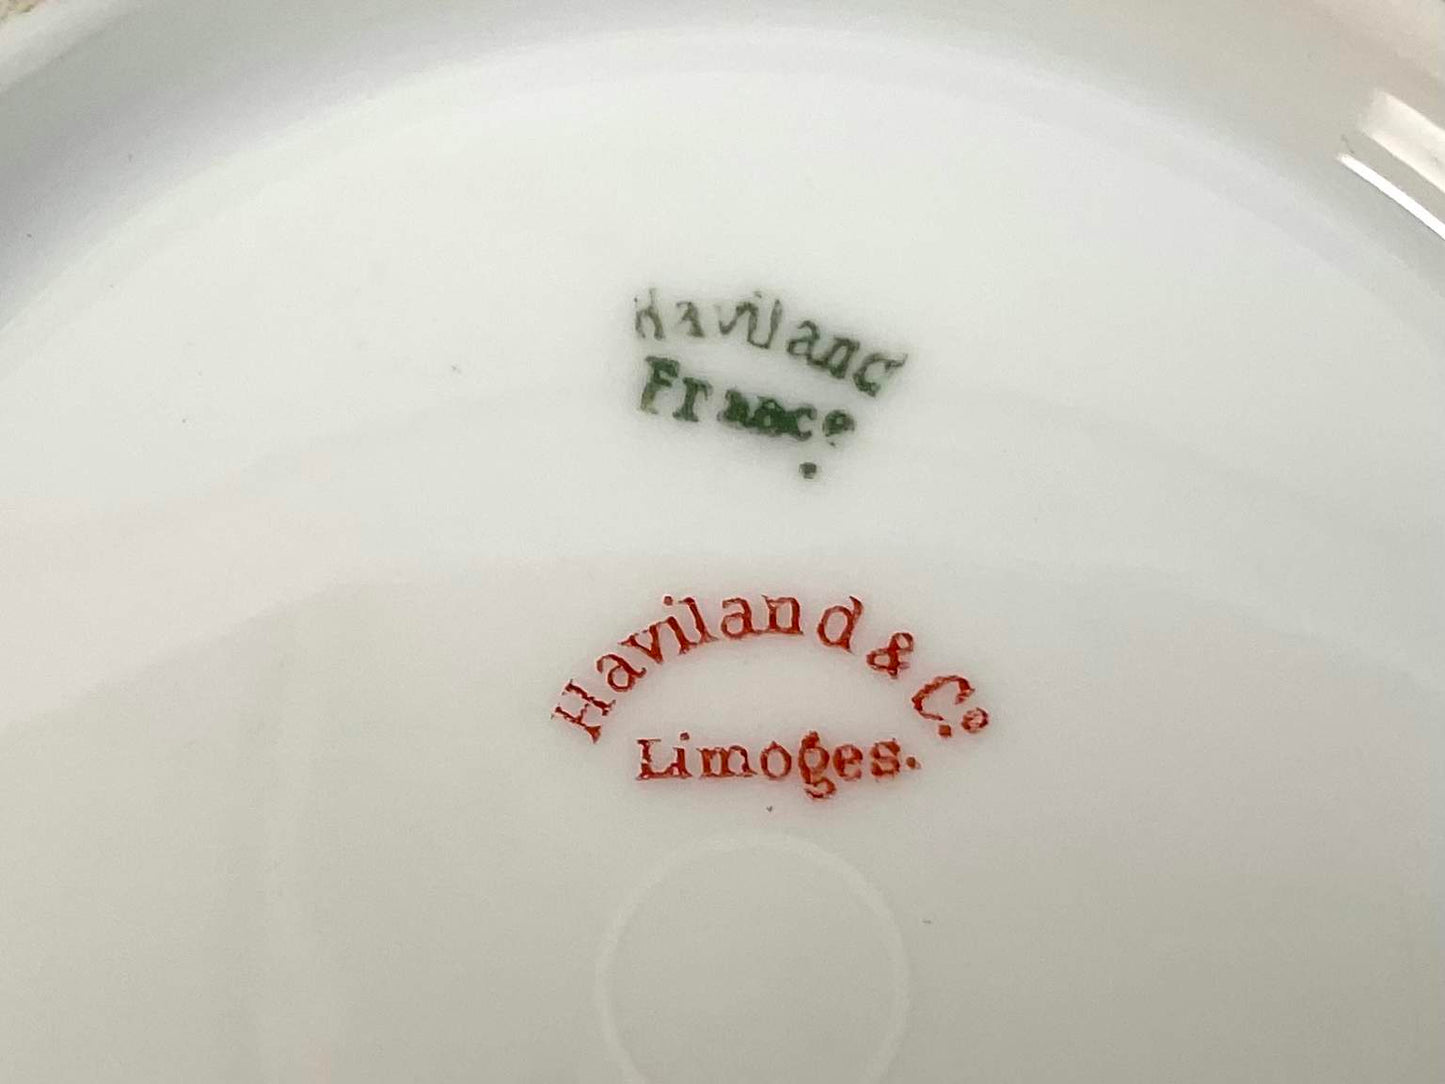 Haviland
France
Haviland & Co.
Limoges.